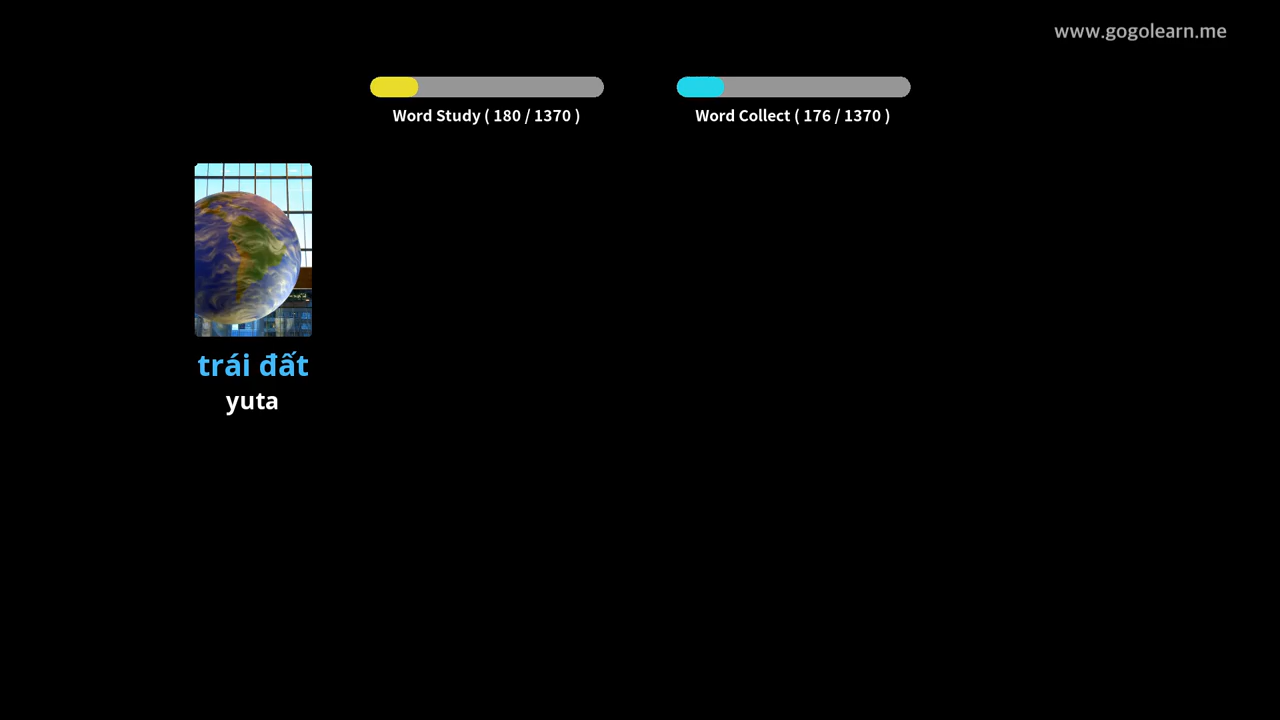 www.gogolearn.me
Word Study ( 180 / 1370 )
Word Collect ( 176 / 1370 )
trái đất
yuta